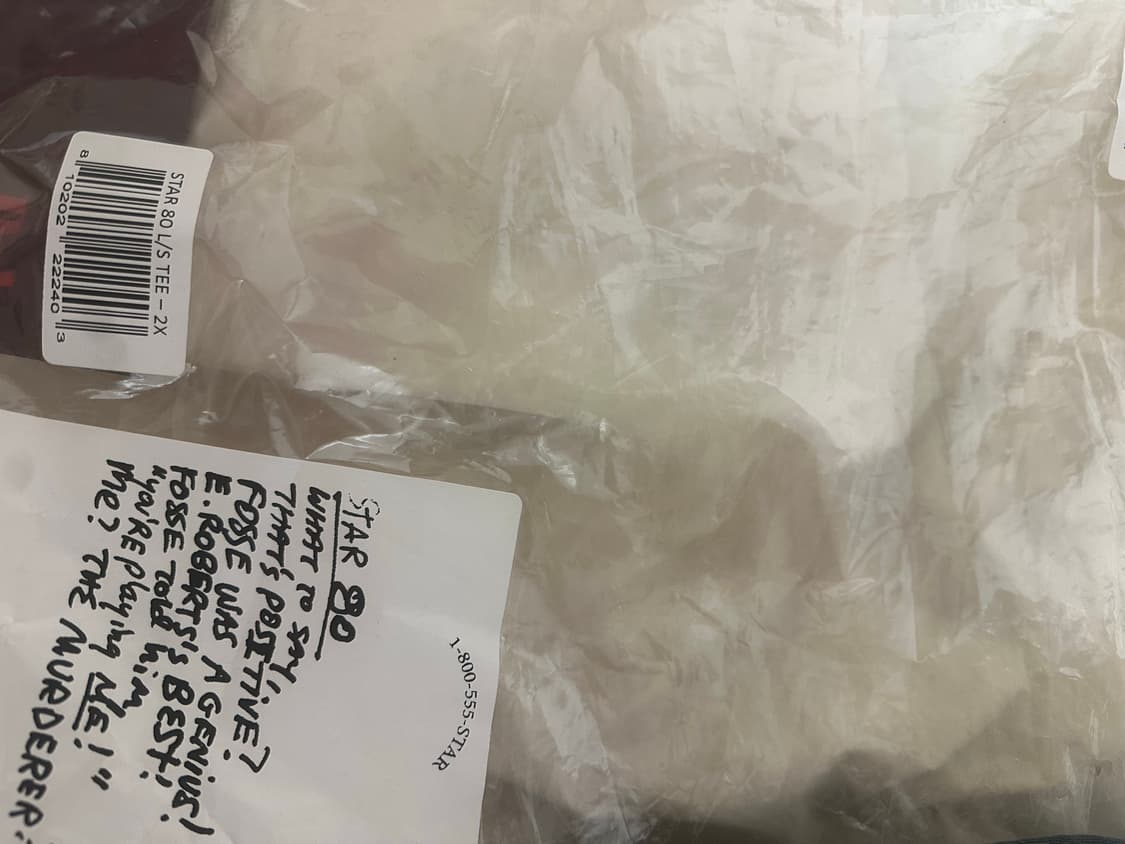 STAR 80 L/S TEE – 2X
8 10202 22240 3
1-800-555-STAR
STAR 80
WHAT TO SAY,
THAT'S POSITIVE?
FOSSE WAS A GENIUS!
E. ROBERTS'S BEST!
FOSSE TOLD him
"you'RE playing ME!"
Me? THE MURDERER?